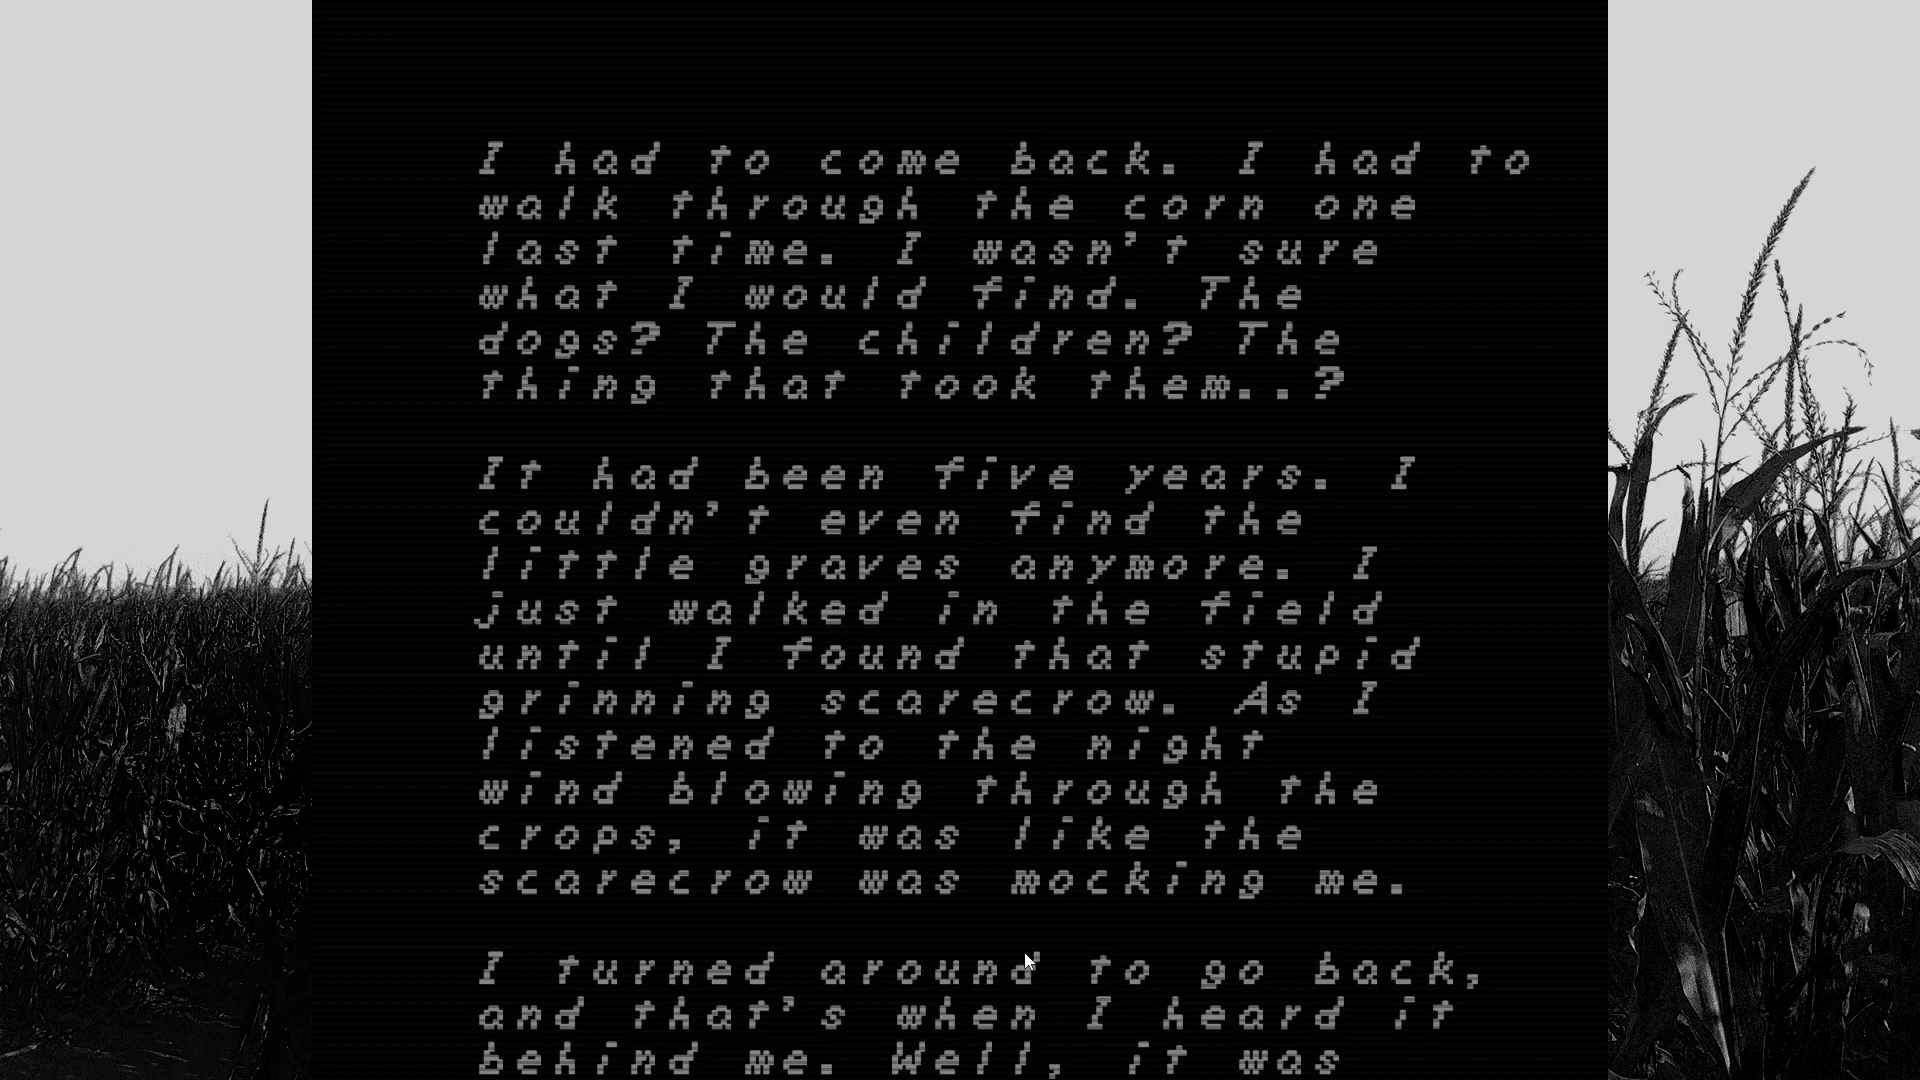 I had to come back. I had to
walk through the corn one
last time. I wasn't sure
what I would find. The
dogs? The children? The
thing that took them..?
It had been five years. I
couldn't even find the
little graves anymore. I
just walked in the field
until I found that stupid
grinning scarecrow. As I
listened to the night
wind blowing through the
crops, it was like the
scarecrow was mocking me.
I turned around to go back,
and that's when I heard it
behind me. Well, it was